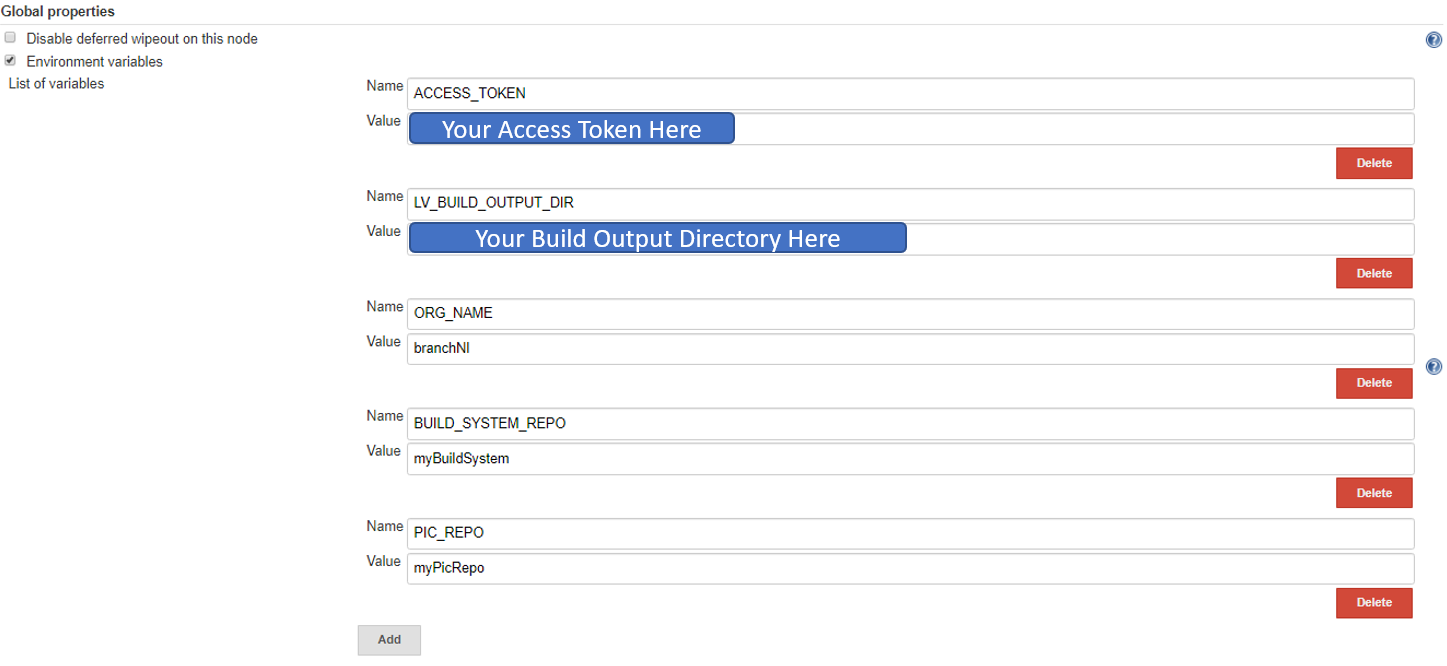 Global properties
Disable deferred wipeout on this node
Environment variables
List of variables
Name ACCESS_TOKEN
Value Your Access Token Here
Delete
Name LV_BUILD_OUTPUT_DIR
Value Your Build Output Directory Here
Delete
Name ORG_NAME
Value branchNI
Delete
Name BUILD_SYSTEM_REPO
Value myBuildSystem
Delete
Name PIC_REPO
Value myPicRepo
Delete
Add